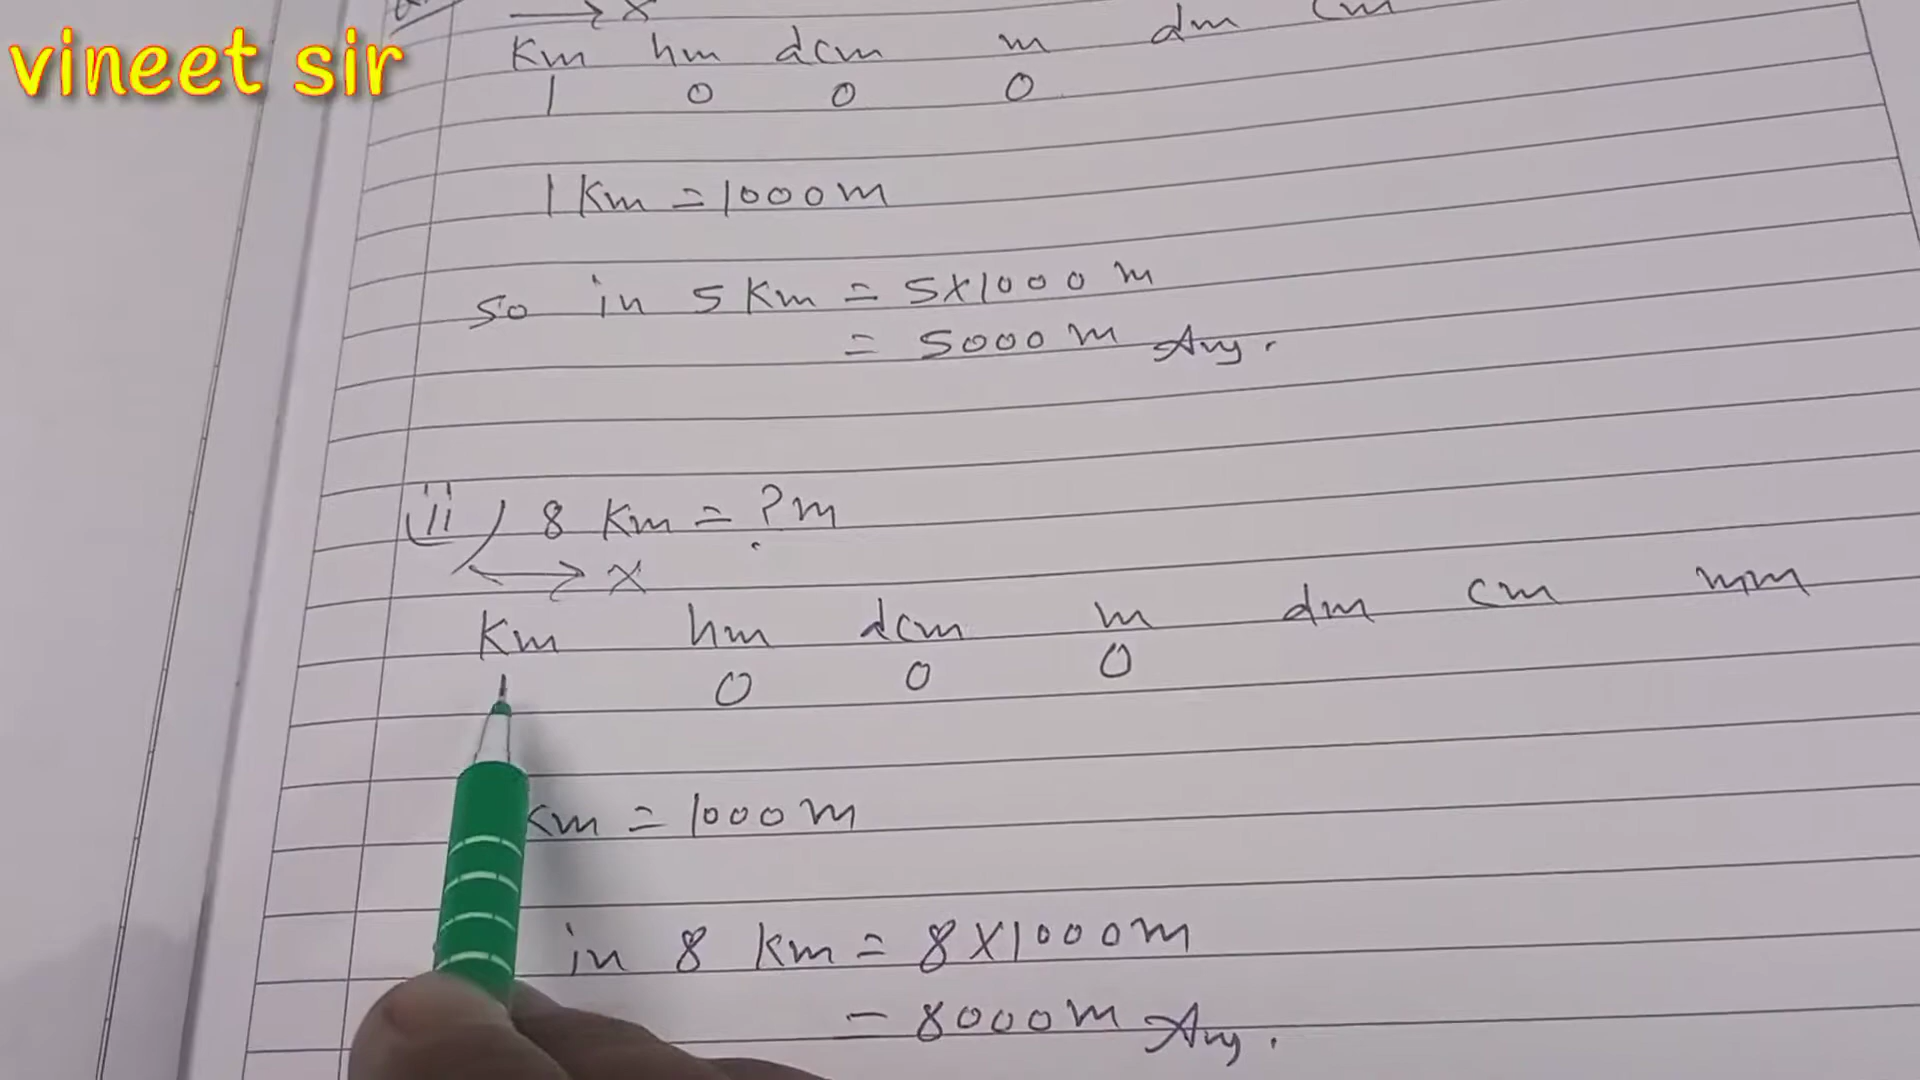 vineet sir
→ x
Km hm dcm m dm cm
1 0 0 0
1 Km = 1000 m
So in 5 Km = 5x1000 m
= 5000 m Ans.
ii) 8 Km = ? m
↔ x
Km hm dcm m dm cm mm
1 0 0 0
Km = 1000 m
in 8 Km = 8x1000 m
= 8000 m Ans.